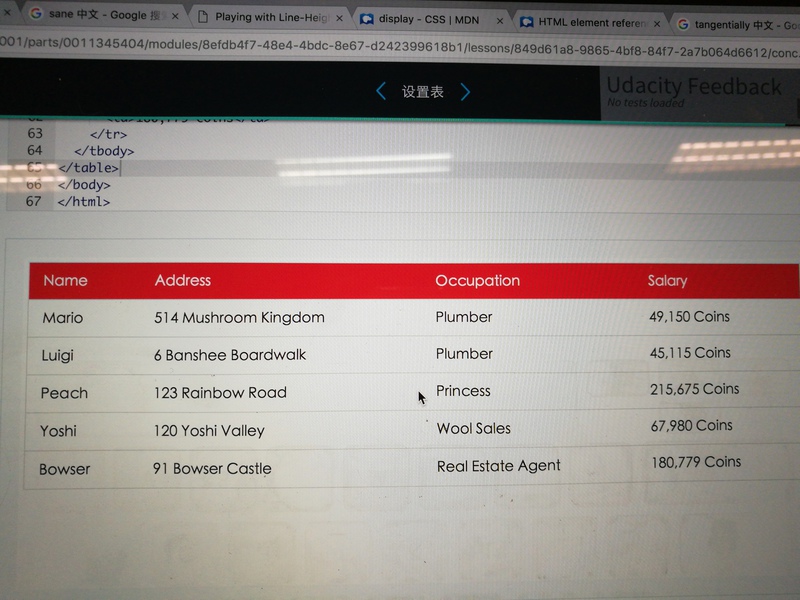 sane 中文 - Google 搜
Playing with Line-Heig
display - CSS | MDN
HTML element referen
tangentially 中文 - Go
001/parts/0011345404/modules/8efdb4f7-48e4-4bdc-8e67-d242399618b1/lessons/849d61a8-9865-4bf8-84f7-2a7b064d6612/conc
设置表
Udacity Feedback
No tests loaded
63 </tr>
64 </tbody>
65 </table>
66 </body>
67 </html>
Name Address Occupation Salary
Mario 514 Mushroom Kingdom Plumber 49,150 Coins
Luigi 6 Banshee Boardwalk Plumber 45,115 Coins
Peach 123 Rainbow Road Princess 215,675 Coins
Yoshi 120 Yoshi Valley Wool Sales 67,980 Coins
Bowser 91 Bowser Castle Real Estate Agent 180,779 Coins